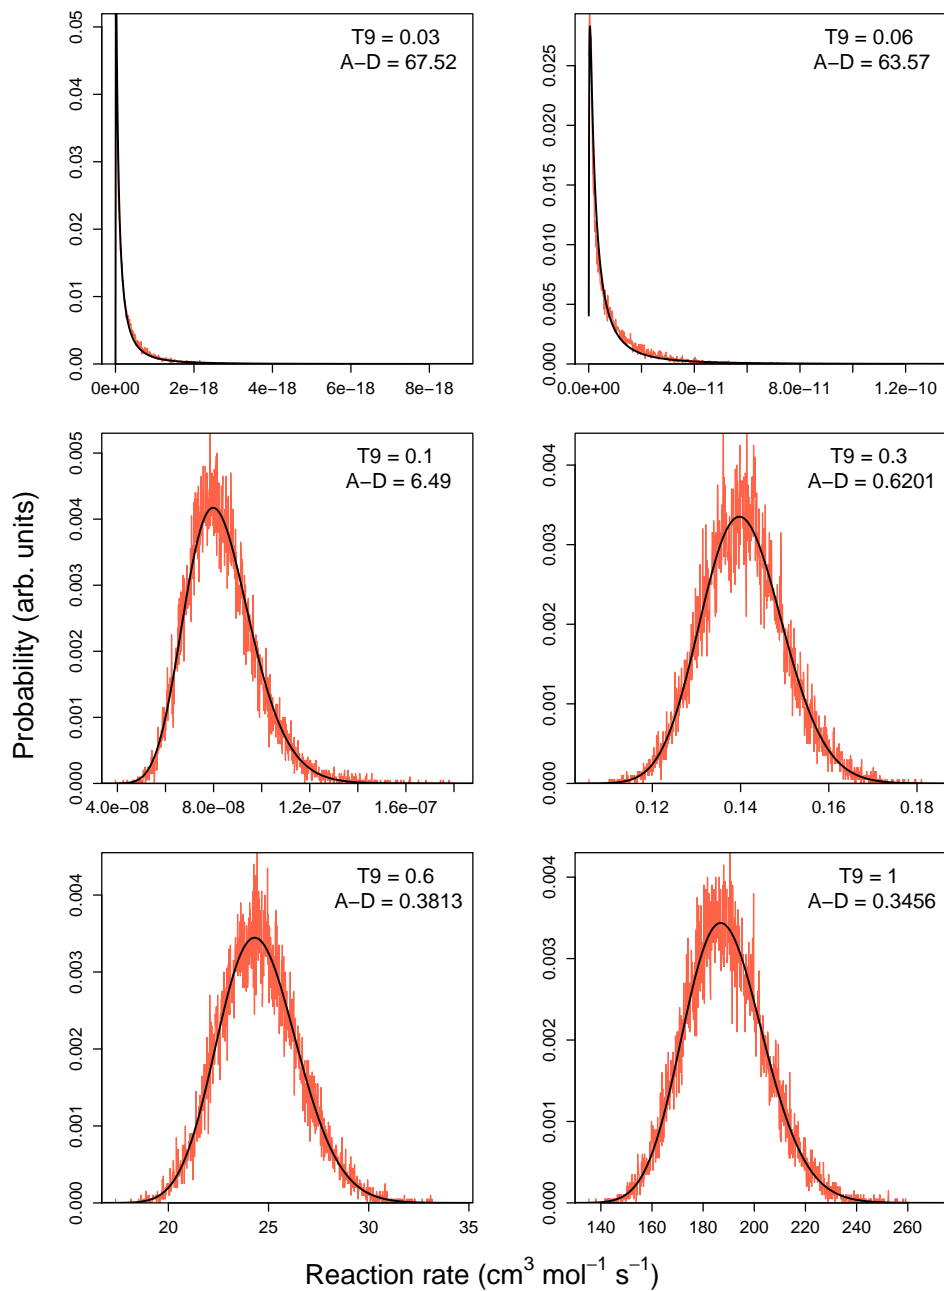 T9 = 0.03
A−D = 67.52
0.00
0.01
0.02
0.03
0.04
0.05
0e+00
2e−18
4e−18
6e−18
8e−18
T9 = 0.06
A−D = 63.57
0.000
0.005
0.010
0.015
0.020
0.025
0.0e+00
4.0e−11
8.0e−11
1.2e−10
T9 = 0.1
A−D = 6.49
0.000
0.001
0.002
0.003
0.004
0.005
4.0e−08
8.0e−08
1.2e−07
1.6e−07
T9 = 0.3
A−D = 0.6201
0.000
0.001
0.002
0.003
0.004
0.12
0.14
0.16
0.18
T9 = 0.6
A−D = 0.3813
0.000
0.001
0.002
0.003
0.004
20
25
30
35
T9 = 1
A−D = 0.3456
0.000
0.001
0.002
0.003
0.004
140
160
180
200
220
240
260
Probability (arb. units)
Reaction rate (cm³ mol⁻¹ s⁻¹)